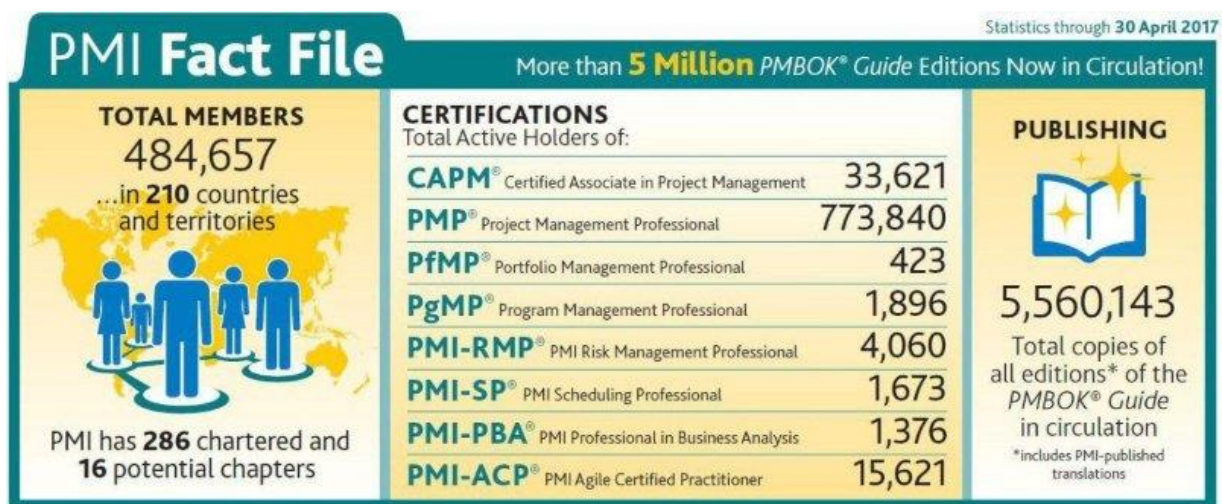 Statistics through 30 April 2017
PMI Fact File
More than 5 Million PMBOK® Guide Editions Now in Circulation!
TOTAL MEMBERS
484,657
...in 210 countries
and territories
PMI has 286 chartered and
16 potential chapters
CERTIFICATIONS
Total Active Holders of:
CAPM® Certified Associate in Project Management 33,621
PMP® Project Management Professional 773,840
PfMP® Portfolio Management Professional 423
PgMP® Program Management Professional 1,896
PMI-RMP® PMI Risk Management Professional 4,060
PMI-SP® PMI Scheduling Professional 1,673
PMI-PBA® PMI Professional in Business Analysis 1,376
PMI-ACP® PMI Agile Certified Practitioner 15,621
PUBLISHING
5,560,143
Total copies of
all editions* of the
PMBOK® Guide
in circulation
*includes PMI-published
translations